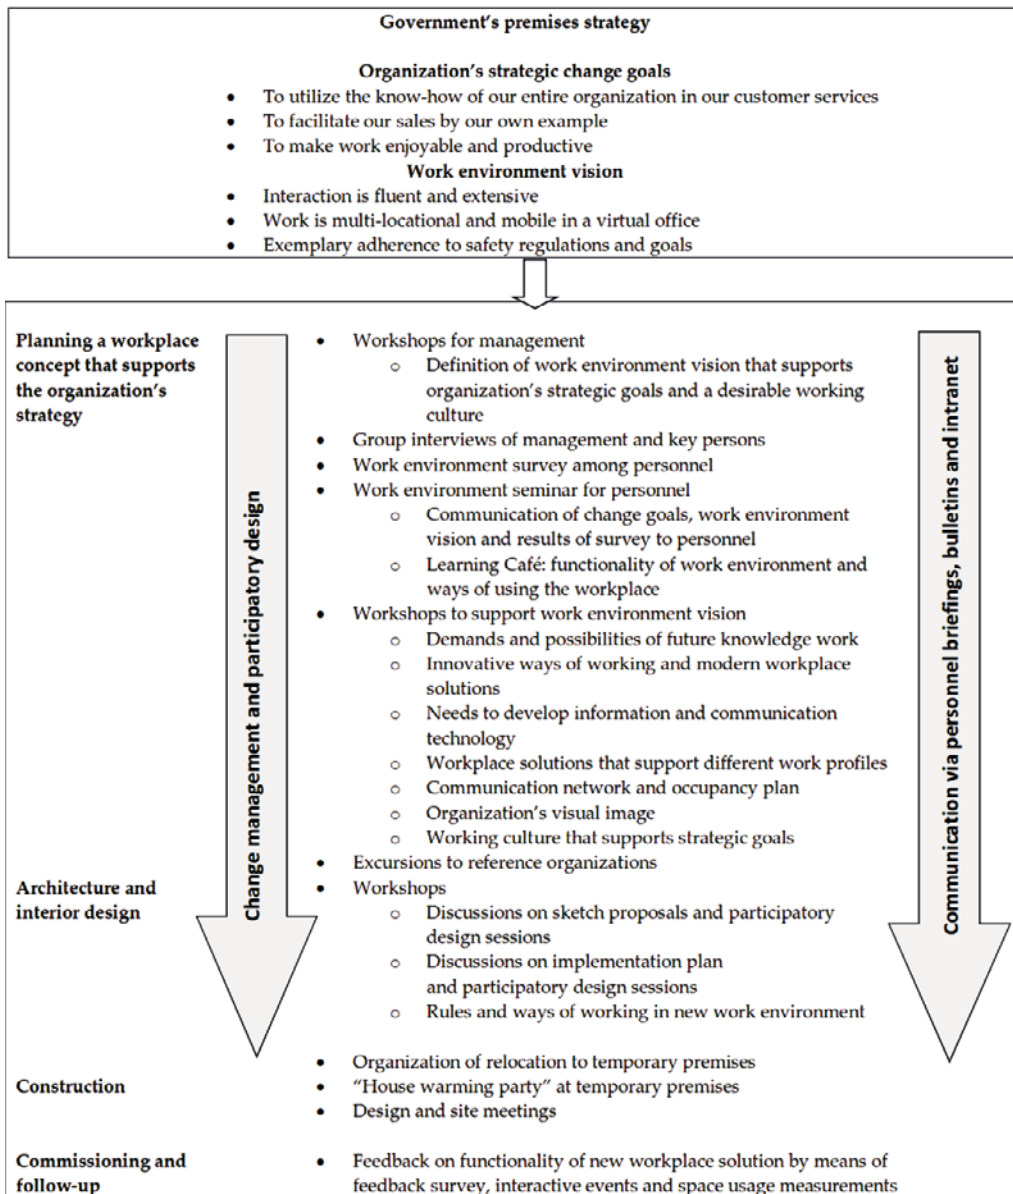 Government's premises strategy
Organization's strategic change goals
• To utilize the know-how of our entire organization in our customer services
• To facilitate our sales by our own example
• To make work enjoyable and productive
Work environment vision
• Interaction is fluent and extensive
• Work is multi-locational and mobile in a virtual office
• Exemplary adherence to safety regulations and goals
Planning a workplace
concept that supports
the organization's
strategy
Change management and participatory design
• Workshops for management
o Definition of work environment vision that supports
organization's strategic goals and a desirable working
culture
• Group interviews of management and key persons
• Work environment survey among personnel
• Work environment seminar for personnel
o Communication of change goals, work environment
vision and results of survey to personnel
o Learning Café: functionality of work environment and
ways of using the workplace
• Workshops to support work environment vision
o Demands and possibilities of future knowledge work
o Innovative ways of working and modern workplace
solutions
o Needs to develop information and communication
technology
o Workplace solutions that support different work profiles
o Communication network and occupancy plan
o Organization's visual image
o Working culture that supports strategic goals
• Excursions to reference organizations
Communication via personnel briefings, bulletins and intranet
Architecture and
interior design
• Workshops
o Discussions on sketch proposals and participatory
design sessions
o Discussions on implementation plan
and participatory design sessions
o Rules and ways of working in new work environment
Construction
• Organization of relocation to temporary premises
• "House warming party" at temporary premises
• Design and site meetings
Commissioning and
follow-up
• Feedback on functionality of new workplace solution by means of
feedback survey, interactive events and space usage measurements